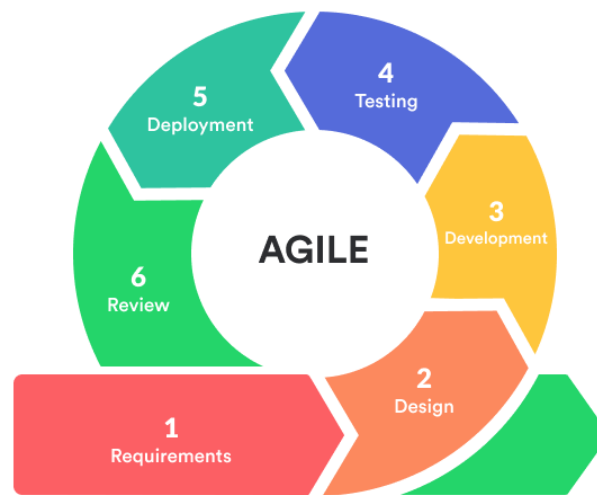 AGILE
1
Requirements
2
Design
3
Development
4
Testing
5
Deployment
6
Review